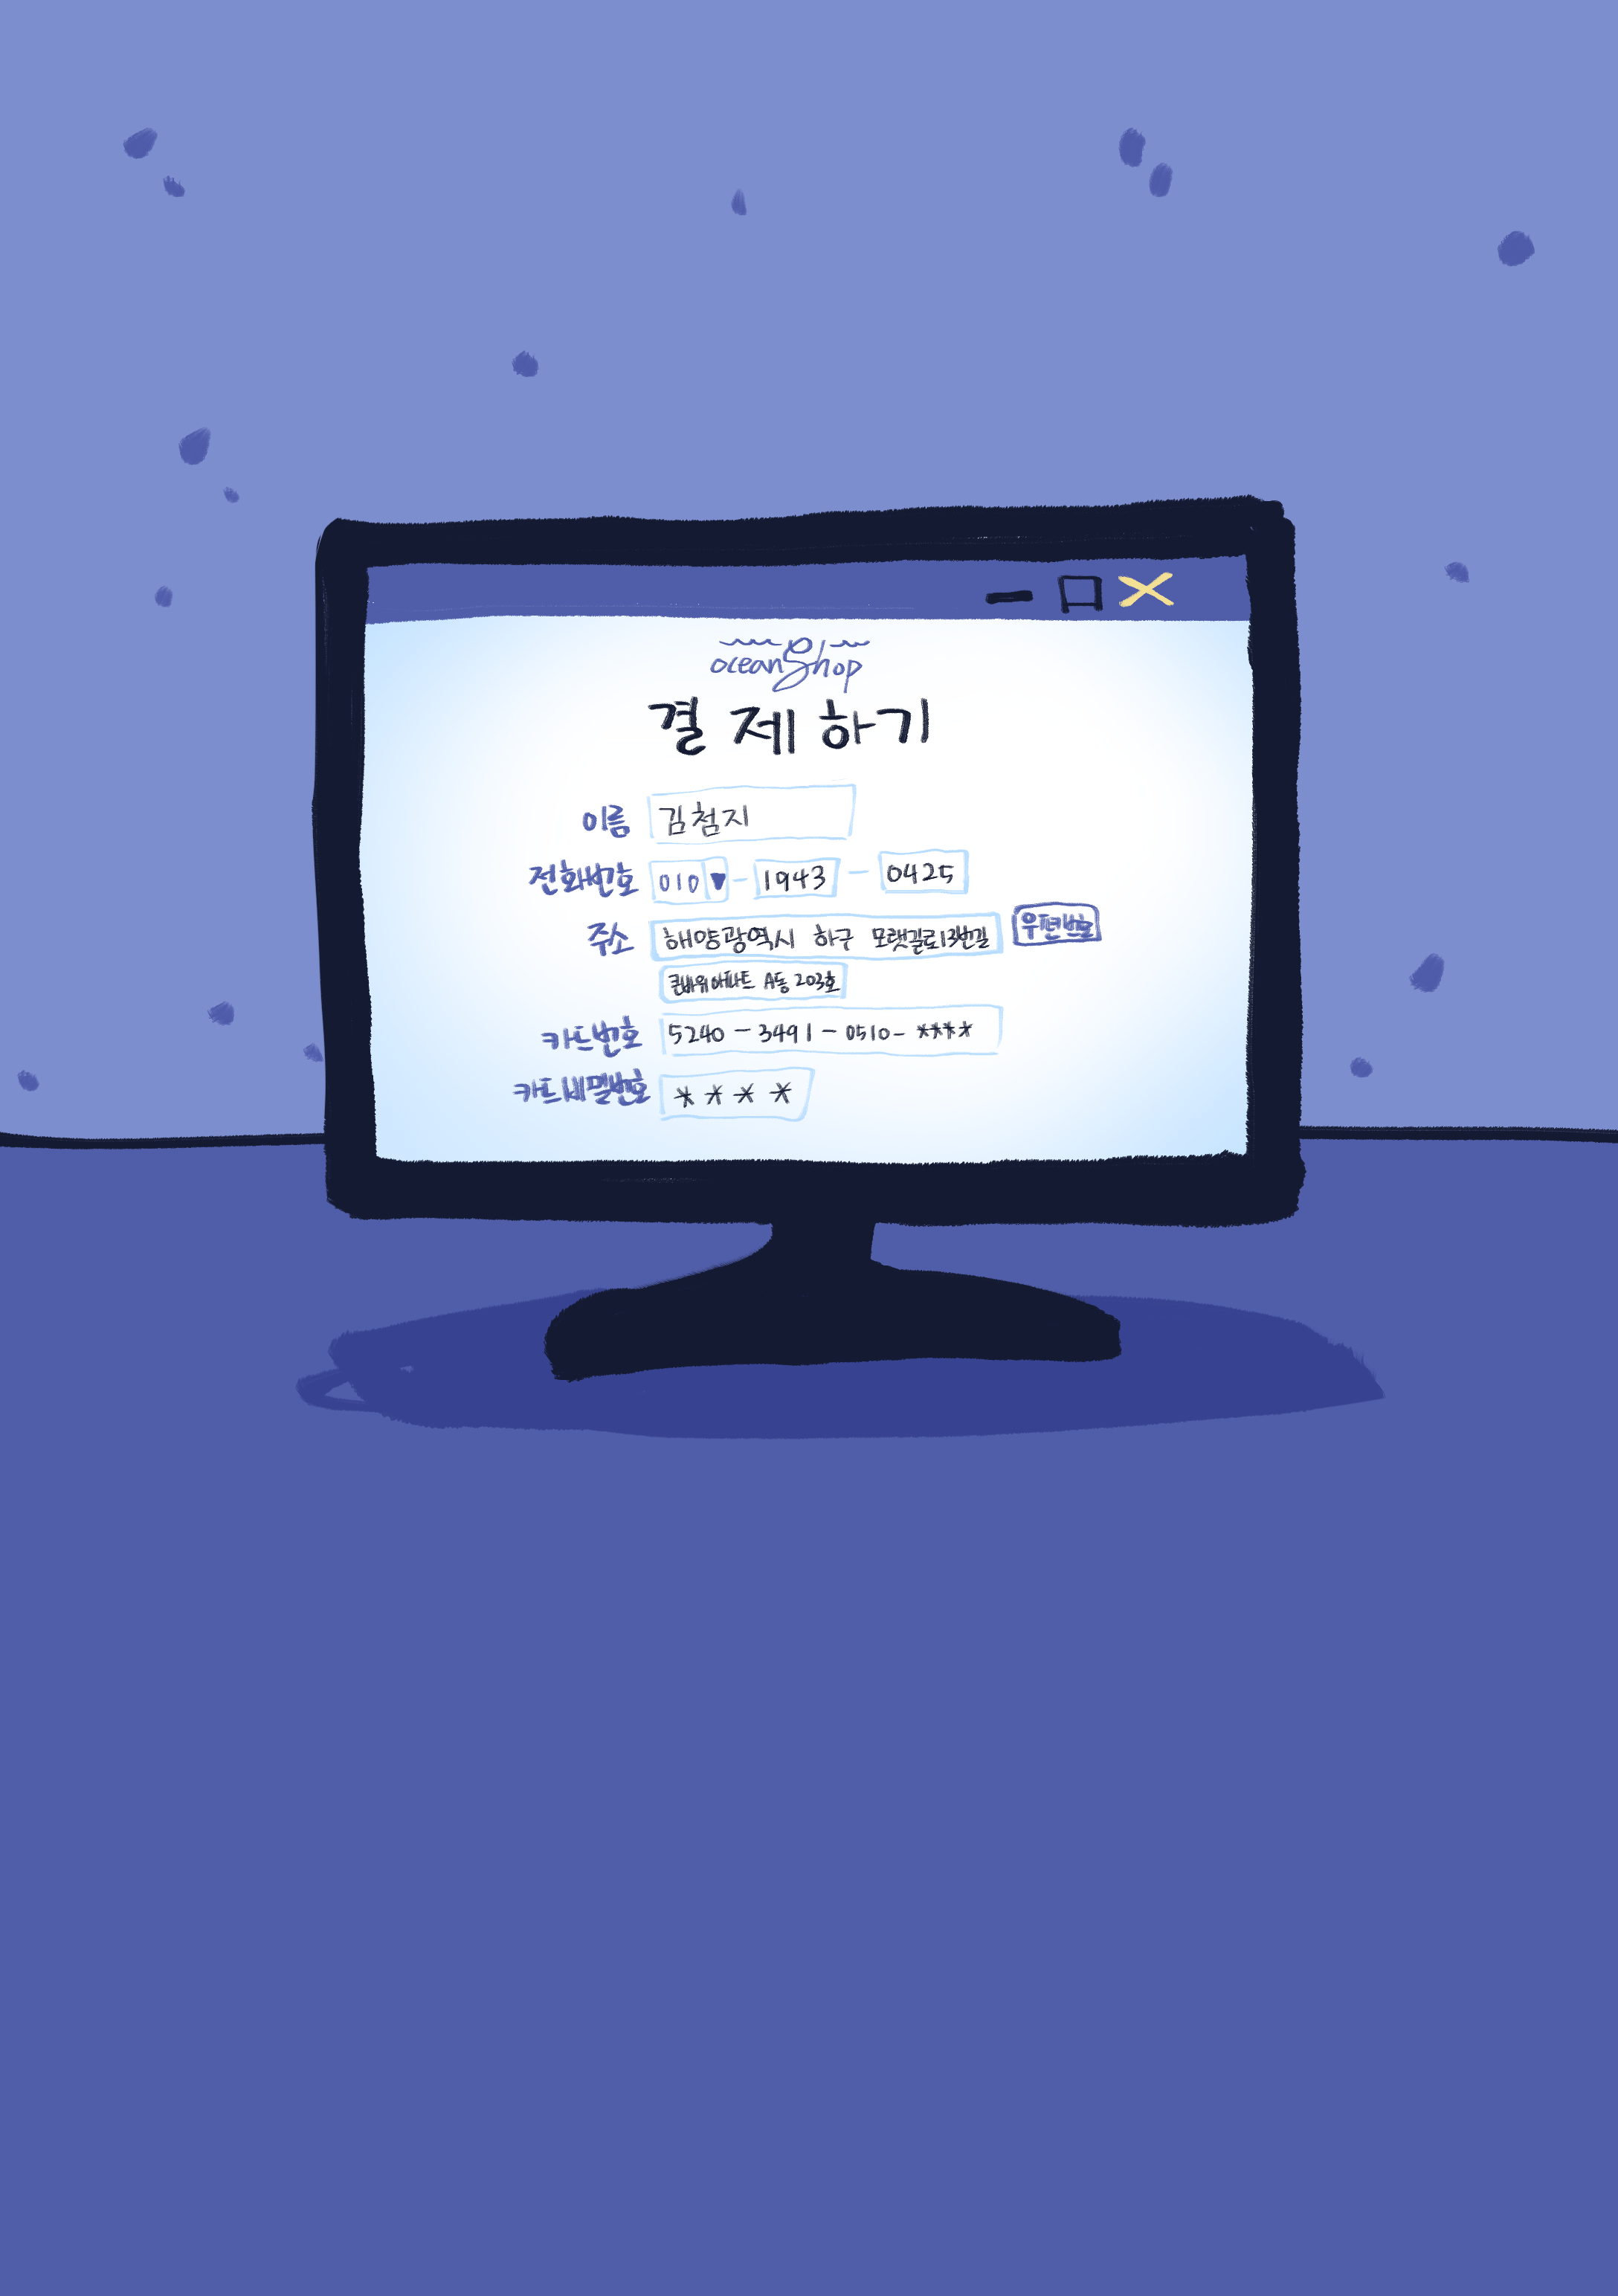 ocean shop
결제하기
이름 김첨지
전화번호 010 ▼ - 1943 - 0425
주소 해양광역시 하구 모랫길로13번길 우편번호
큰바위아파트 A동 203호
카드번호 5240 - 3491 - 0510 - ****
카드비밀번호 ****